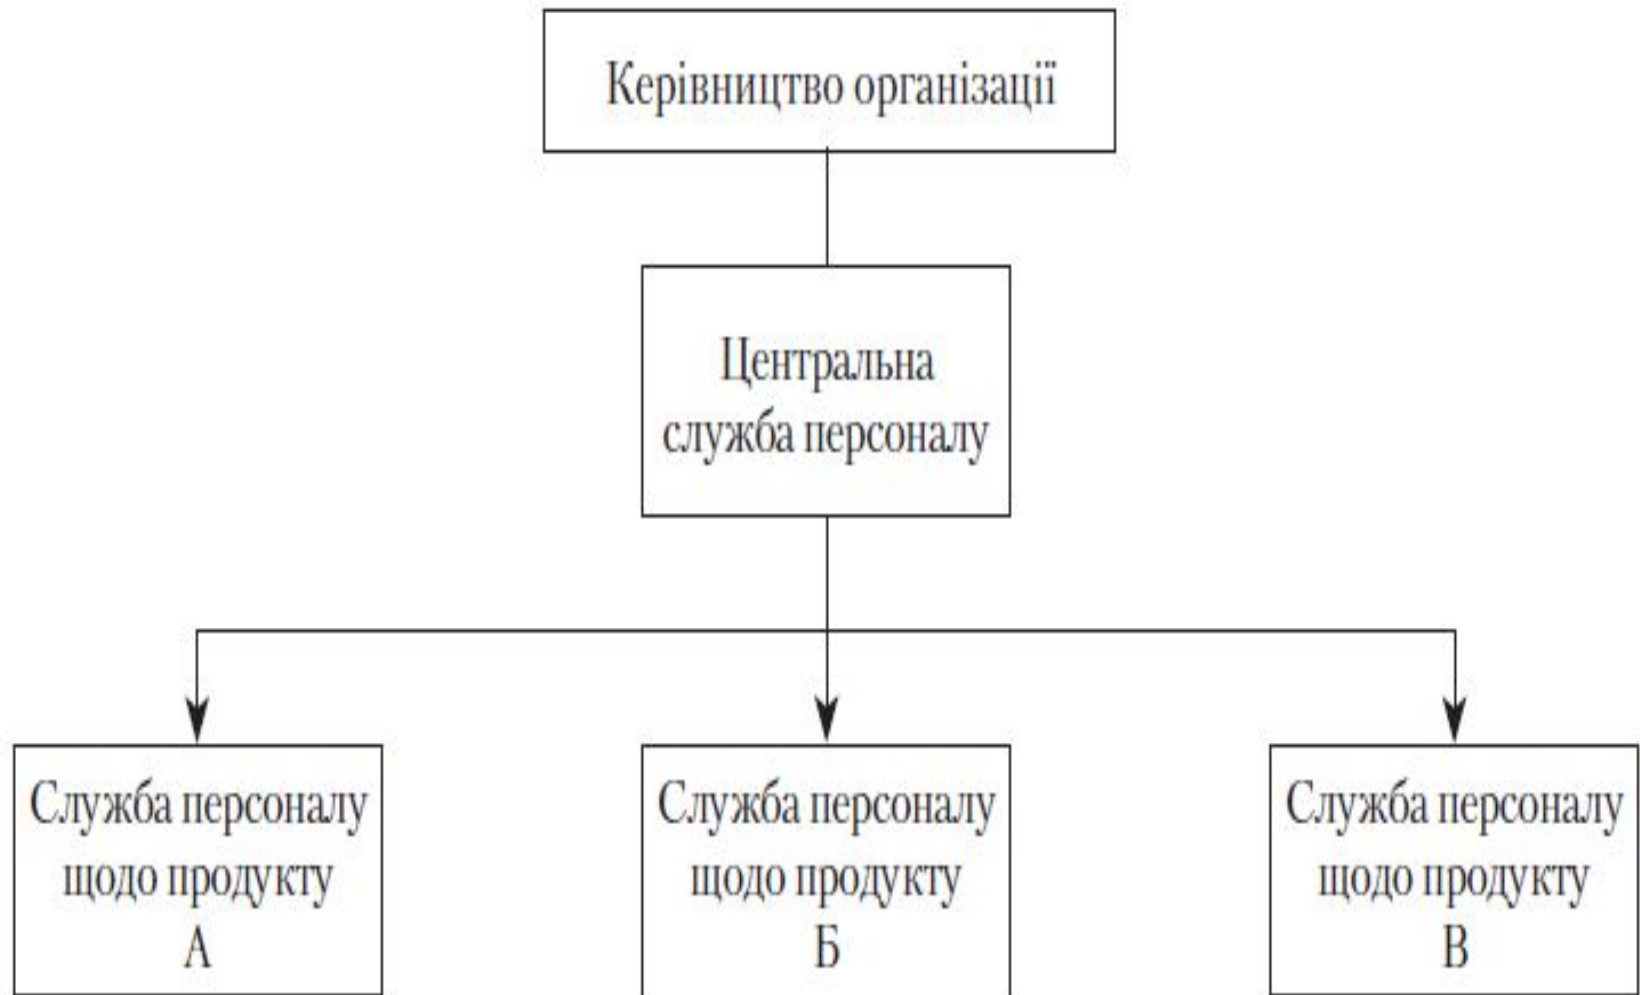 Керівництво організації
Центральна
служба персоналу
Служба персоналу
щодо продукту
А
Служба персоналу
щодо продукту
Б
Служба персоналу
щодо продукту
В